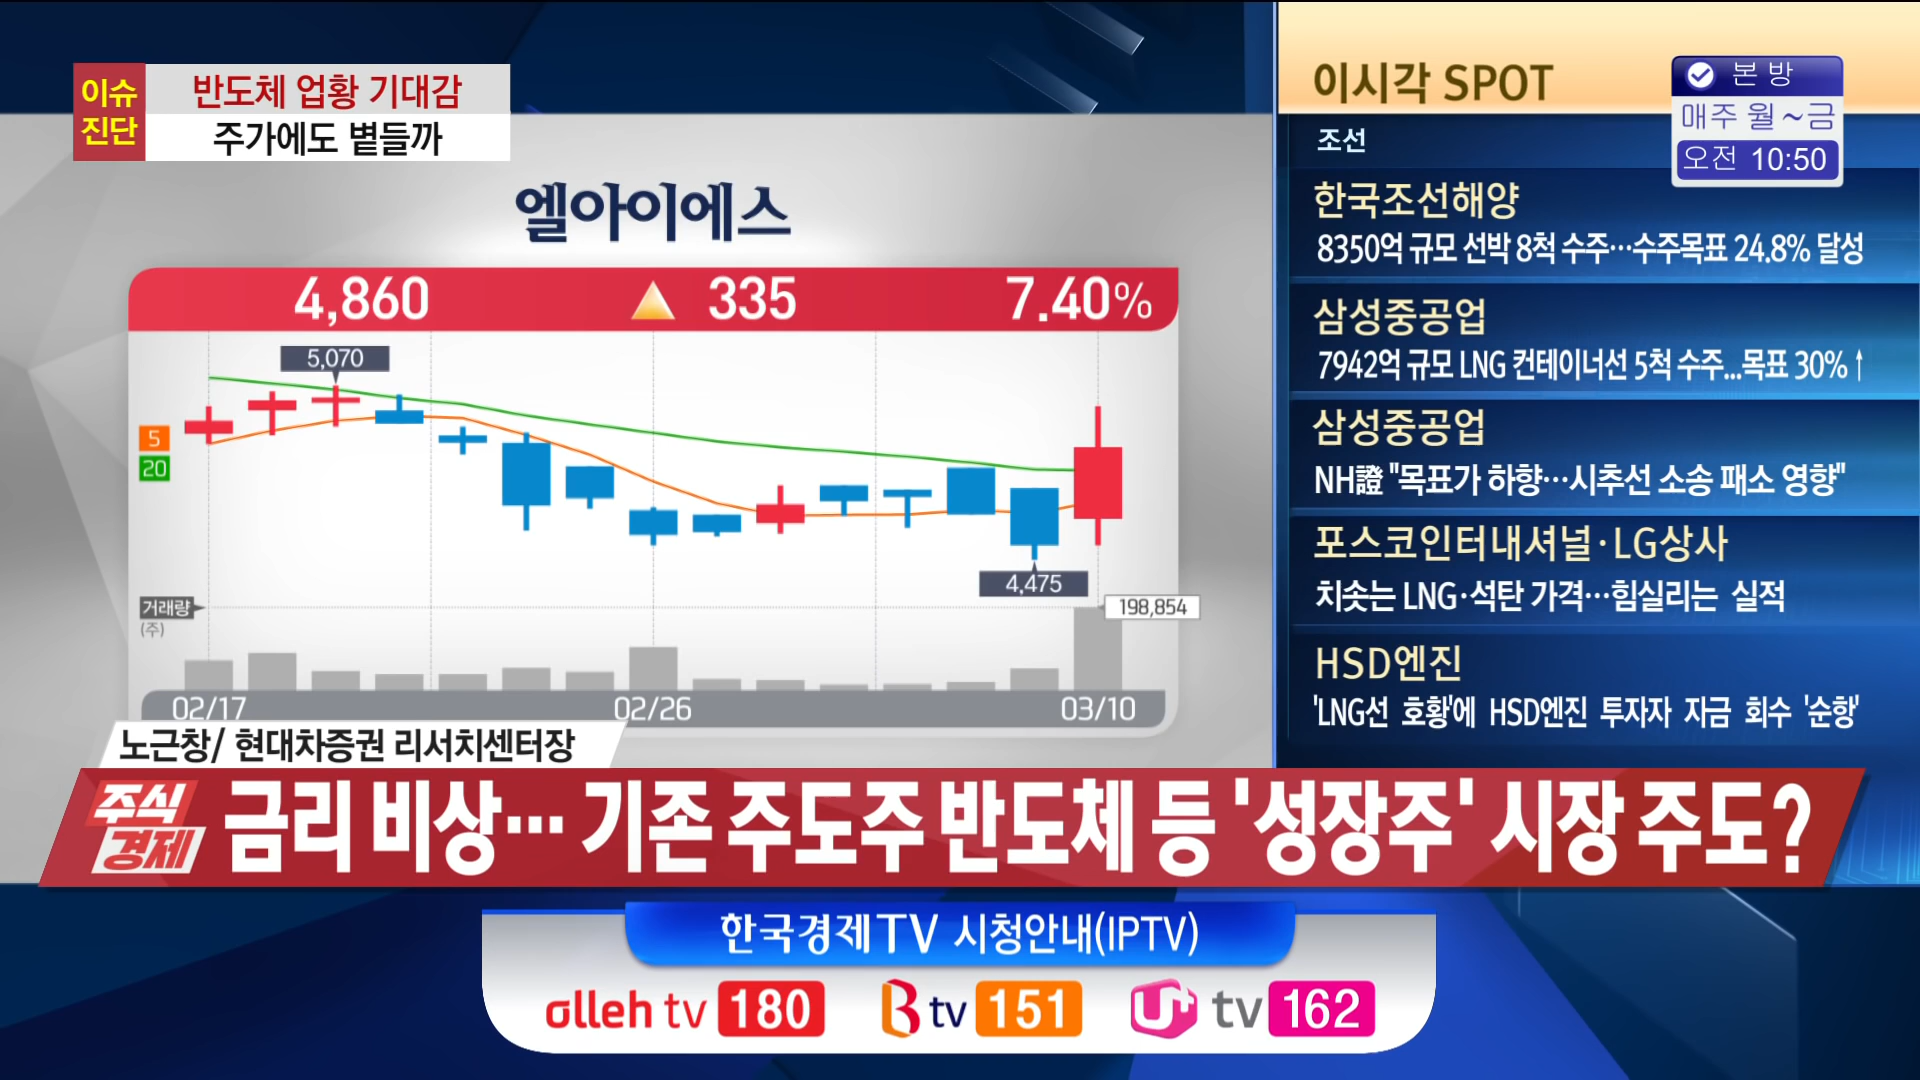 이슈
진단
반도체 업황 기대감
주가에도 볕들까
엘아이에스
4,860 ▲ 335 7.40%
5,070
5
20
4,475
거래량
(주)
198,854
02/17 02/26 03/10
이시각 SPOT
본 방
매주 월~금
오전 10:50
조선
한국조선해양
8350억 규모 선박 8척 수주…수주목표 24.8% 달성
삼성중공업
7942억 규모 LNG 컨테이너선 5척 수주...목표 30%↑
삼성중공업
NH證 "목표가 하향…시추선 소송 패소 영향"
포스코인터내셔널·LG상사
치솟는 LNG·석탄 가격…힘실리는 실적
HSD엔진
'LNG선 호황'에 HSD엔진 투자자 자금 회수 '순항'
노근창/ 현대차증권 리서치센터장
주식
경제
금리 비상… 기존 주도주 반도체 등 '성장주' 시장 주도?
한국경제TV 시청안내(IPTV)
olleh tv 180 B tv 151 U+ tv 162